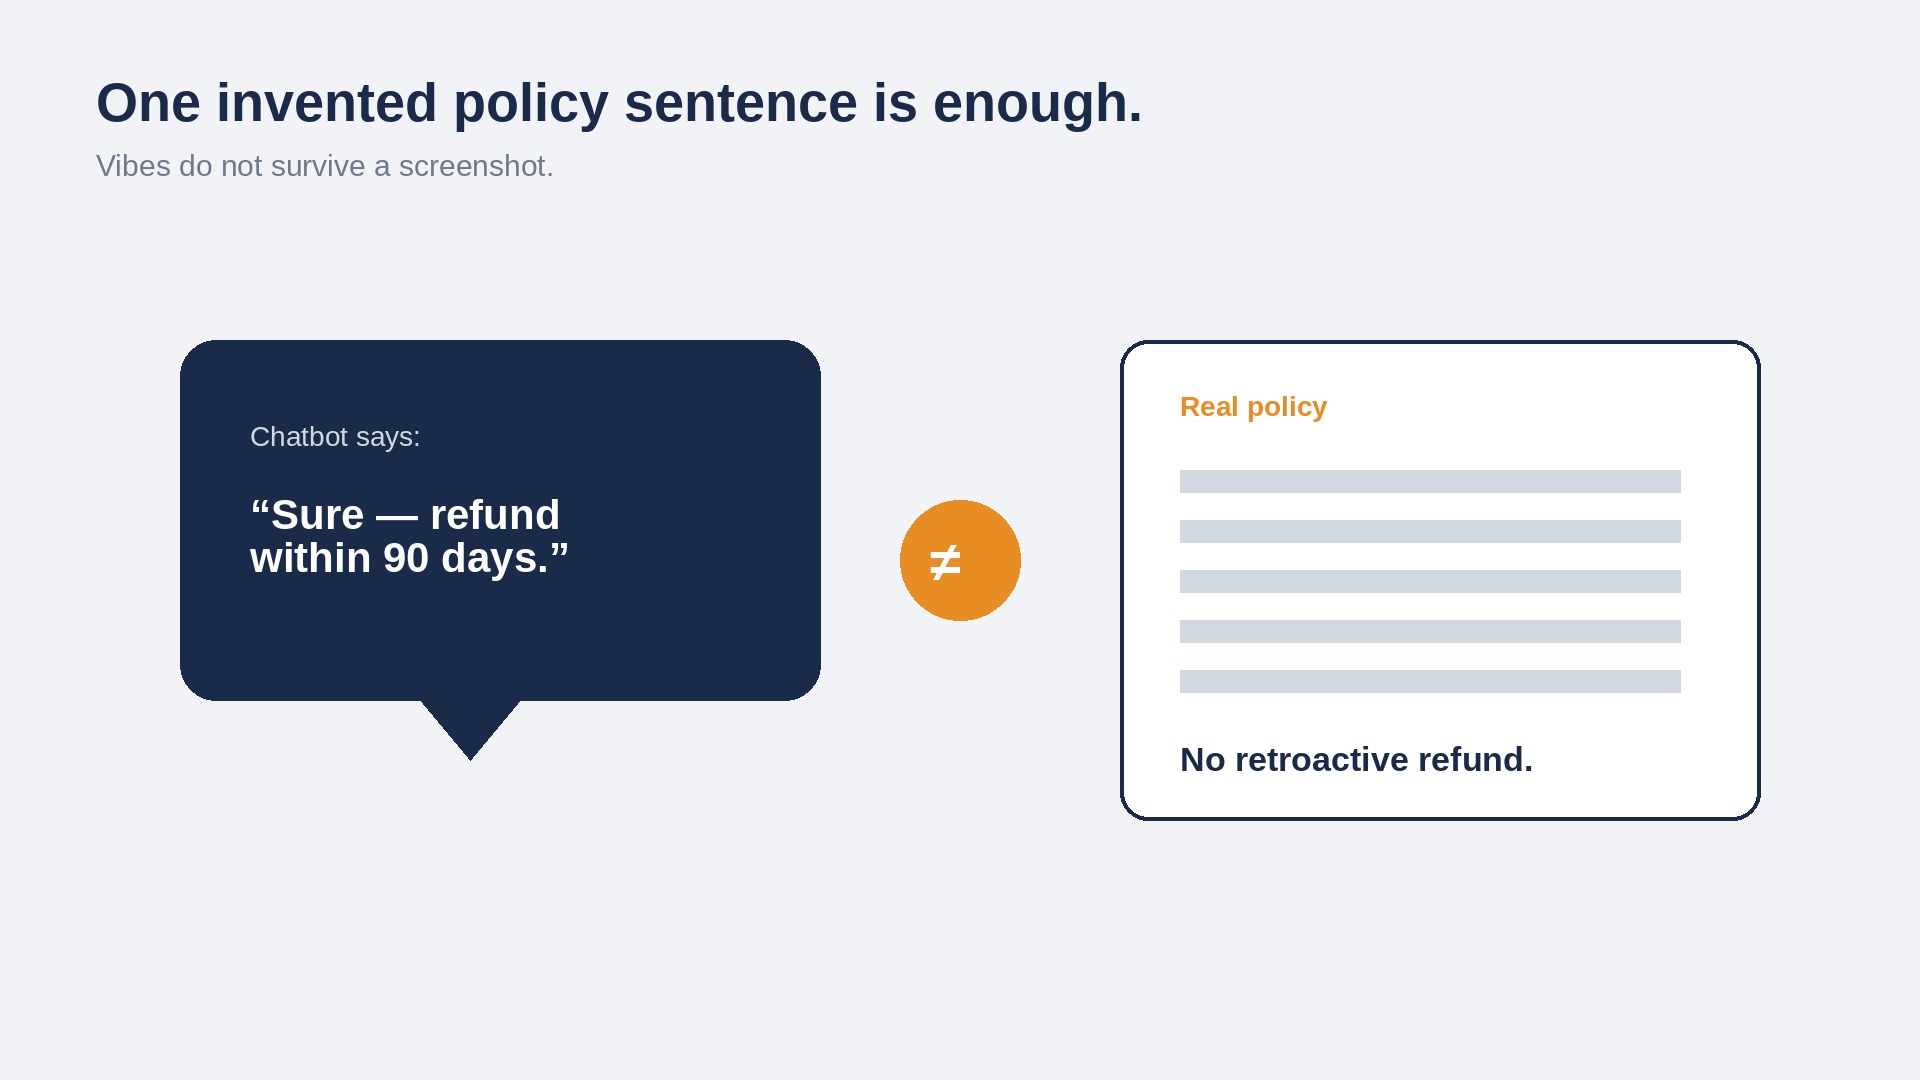 One invented policy sentence is enough.
Vibes do not survive a screenshot.
Chatbot says:
“Sure — refund
within 90 days.”
≠
Real policy
No retroactive refund.